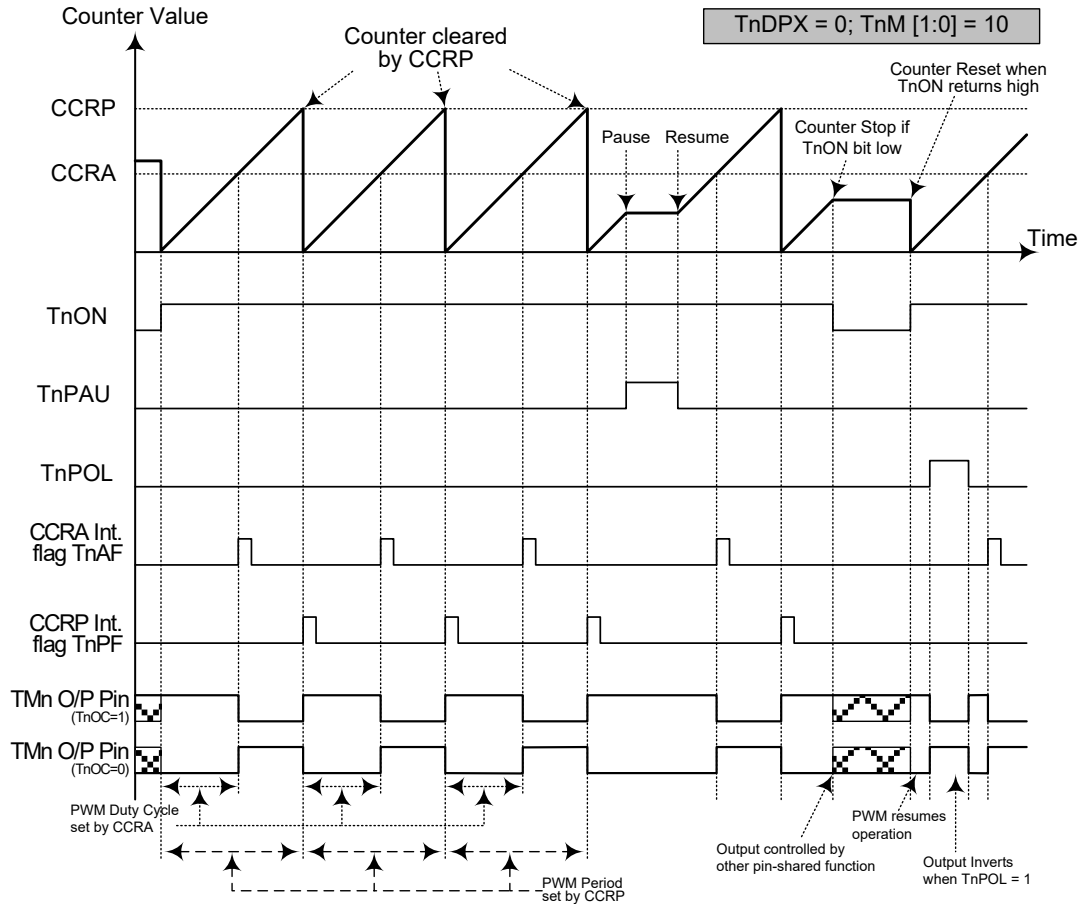 Counter Value
TnDPX = 0; TnM [1:0] = 10
Counter cleared
by CCRP
Counter Reset when
TnON returns high
CCRP
Counter Stop if
TnON bit low
Pause
Resume
CCRA
Time
TnON
TnPAU
TnPOL
CCRA Int.
flag TnAF
CCRP Int.
flag TnPF
TMn O/P Pin
(TnOC=1)
TMn O/P Pin
(TnOC=0)
PWM Duty Cycle
set by CCRA
PWM resumes
operation
Output controlled by
other pin-shared function
Output Inverts
when TnPOL = 1
PWM Period
set by CCRP